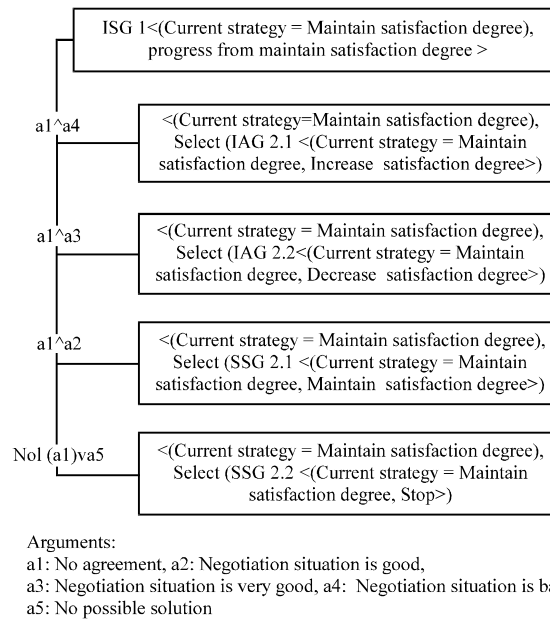 ISG 1<(Current strategy = Maintain satisfaction degree),
progress from maintain satisfaction degree >
a1^a4
<(Current strategy=Maintain satisfaction degree),
Select (IAG 2.1 <(Current strategy = Maintain
satisfaction degree, Increase satisfaction degree>)
a1^a3
<(Current strategy = Maintain satisfaction degree),
Select (IAG 2.2<(Current strategy = Maintain
satisfaction degree, Decrease satisfaction degree>)
a1^a2
<(Current strategy = Maintain satisfaction degree),
Select (SSG 2.1 <(Current strategy = Maintain
satisfaction degree, Maintain satisfaction degree>)
Nol (a1)va5
<(Current strategy = Maintain satisfaction degree),
Select (SSG 2.2 <(Current strategy = Maintain
satisfaction degree, Stop>)
Arguments:
a1: No agreement, a2: Negotiation situation is good,
a3: Negotiation situation is very good, a4: Negotiation situation is
a5: No possible solution